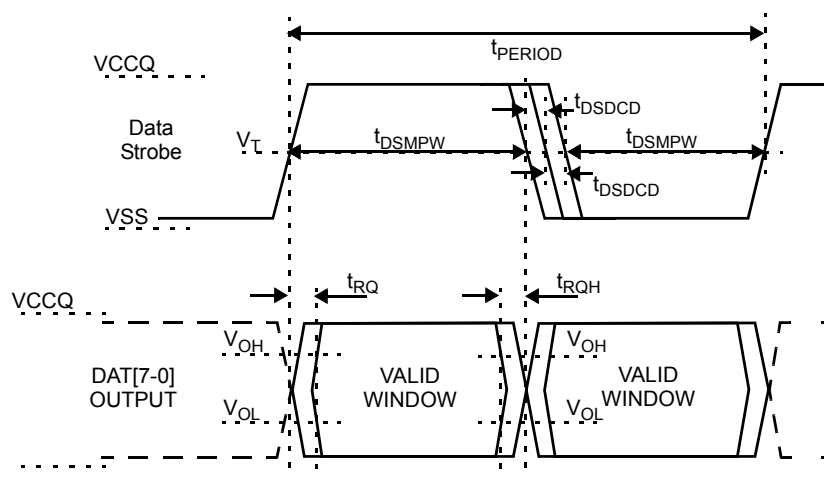 tPERIOD
VCCQ
tDSDCD
Data
Strobe
VT
tDSMPW
tDSMPW
tDSDCD
VSS
tRQ
tRQH
VCCQ
VOH
VOH
DAT[7-0]
OUTPUT
VALID
WINDOW
VALID
WINDOW
VOL
VOL